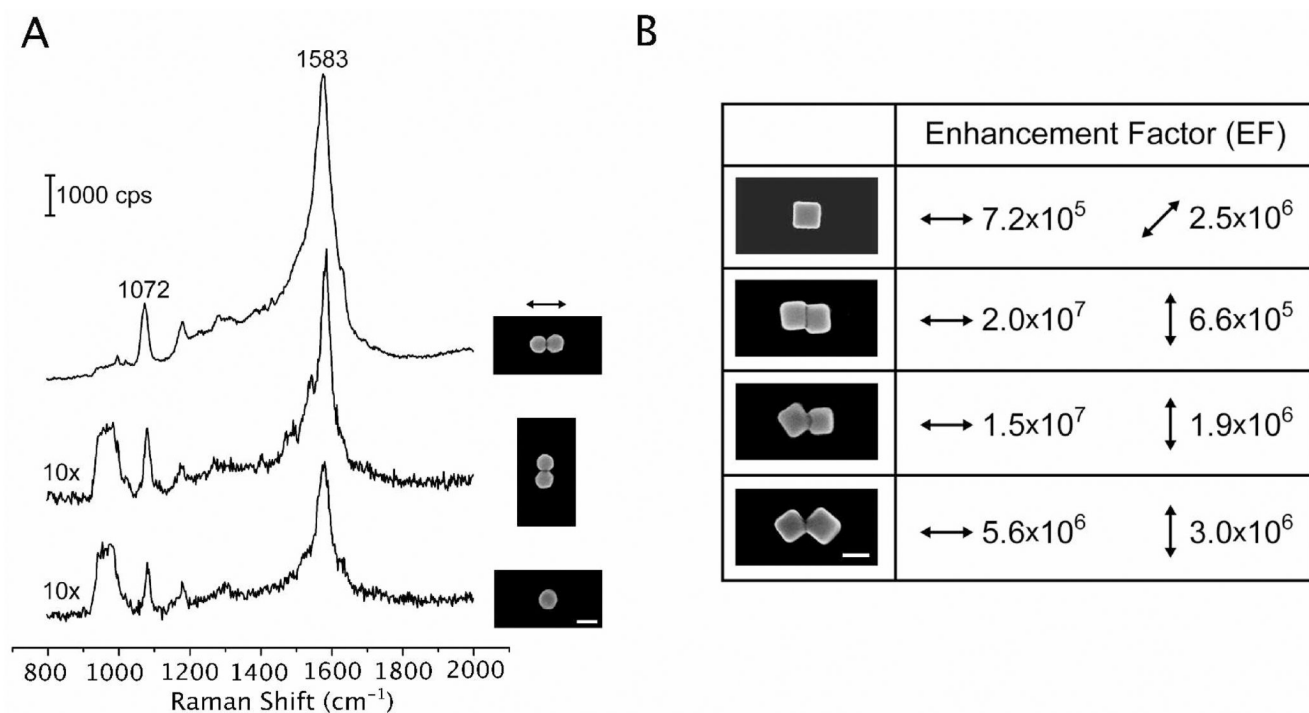 A
1583
1000 cps
1072
10x
10x
800 1000 1200 1400 1600 1800 2000
Raman Shift (cm⁻¹)
B
Enhancement Factor (EF)
7.2x10⁵ 2.5x10⁶
2.0x10⁷ 6.6x10⁵
1.5x10⁷ 1.9x10⁶
5.6x10⁶ 3.0x10⁶